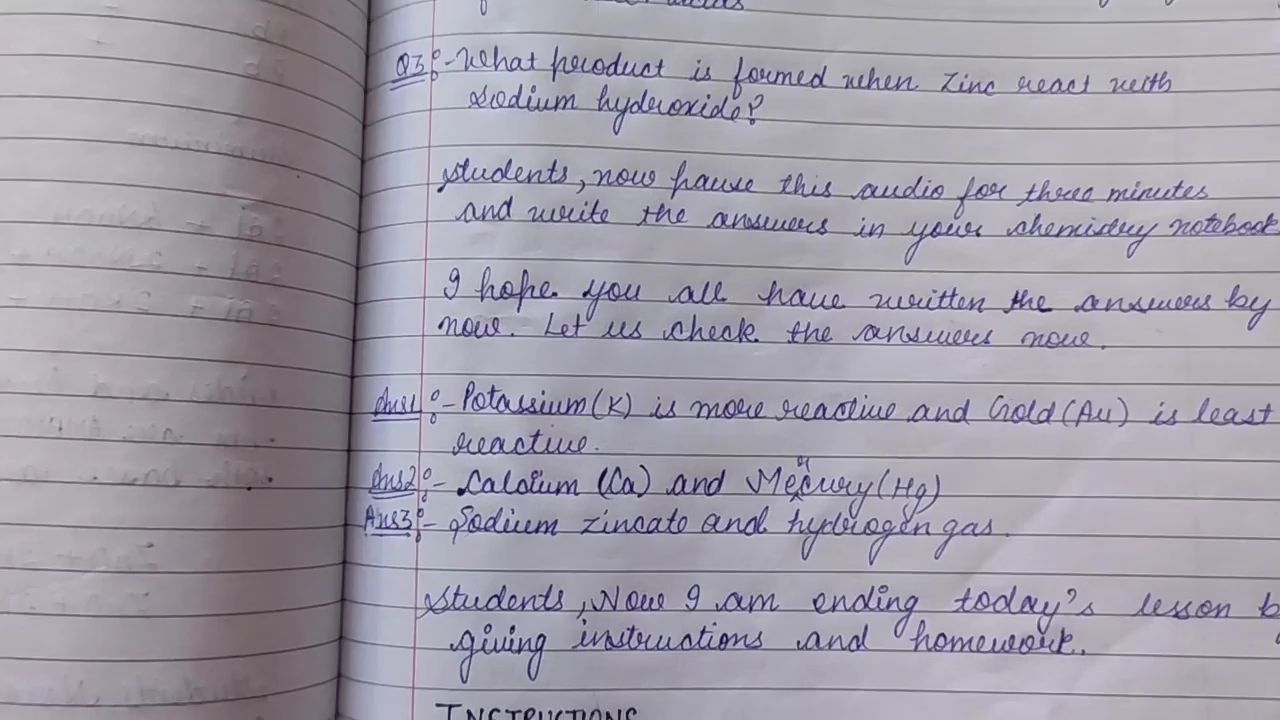 Q3:- What product is formed when Zinc react with
Sodium hydroxide?
Students, now pause this audio for three minutes
and write the answers in your chemistry notebook
I hope you all have written the answers by
now. Let us check the answers now.
Ans1:- Potassium(K) is more reactive and Gold(Au) is least
reactive.
Ans2:- Calcium (Ca) and Mercury(Hg)
Ans3:- Sodium zincate and hydrogen gas.
Students, Now I am ending today's lesson b
giving instructions and homework.
INSTRUCTIONS